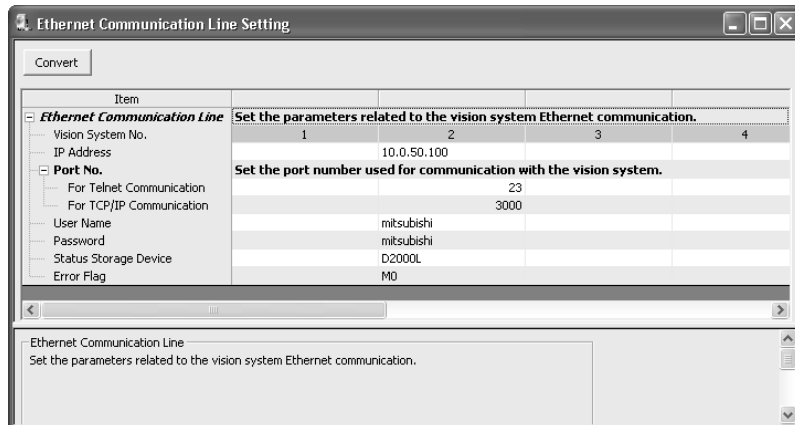 Ethernet Communication Line Setting
Convert
Item
Ethernet Communication Line Set the parameters related to the vision system Ethernet communication.
Vision System No. 1 2 3 4
IP Address 10.0.50.100
Port No. Set the port number used for communication with the vision system.
For Telnet Communication 23
For TCP/IP Communication 3000
User Name mitsubishi
Password mitsubishi
Status Storage Device D2000L
Error Flag M0
Ethernet Communication Line
Set the parameters related to the vision system Ethernet communication.